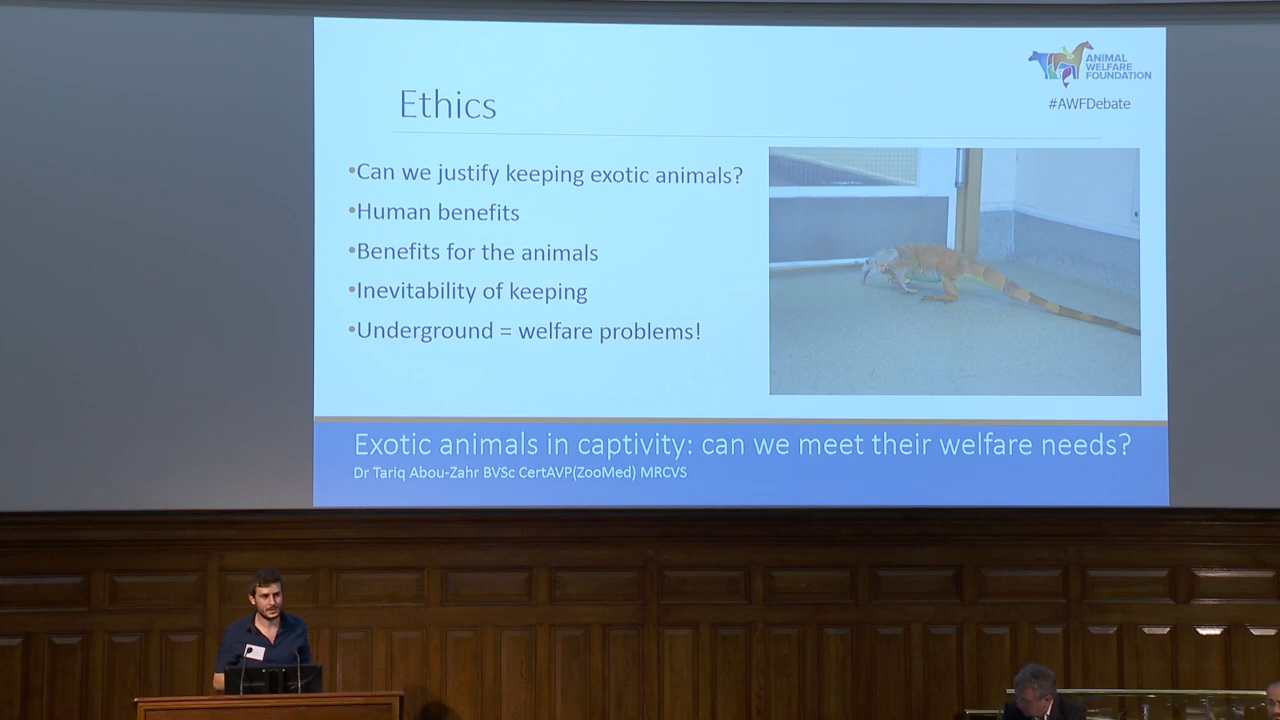 ANIMAL
WELFARE
FOUNDATION
#AWFDebate
Ethics
•Can we justify keeping exotic animals?
•Human benefits
•Benefits for the animals
•Inevitability of keeping
•Underground = welfare problems!
Exotic animals in captivity: can we meet their welfare needs?
Dr Tariq Abou-Zahr BVSc CertAVP(ZooMed) MRCVS